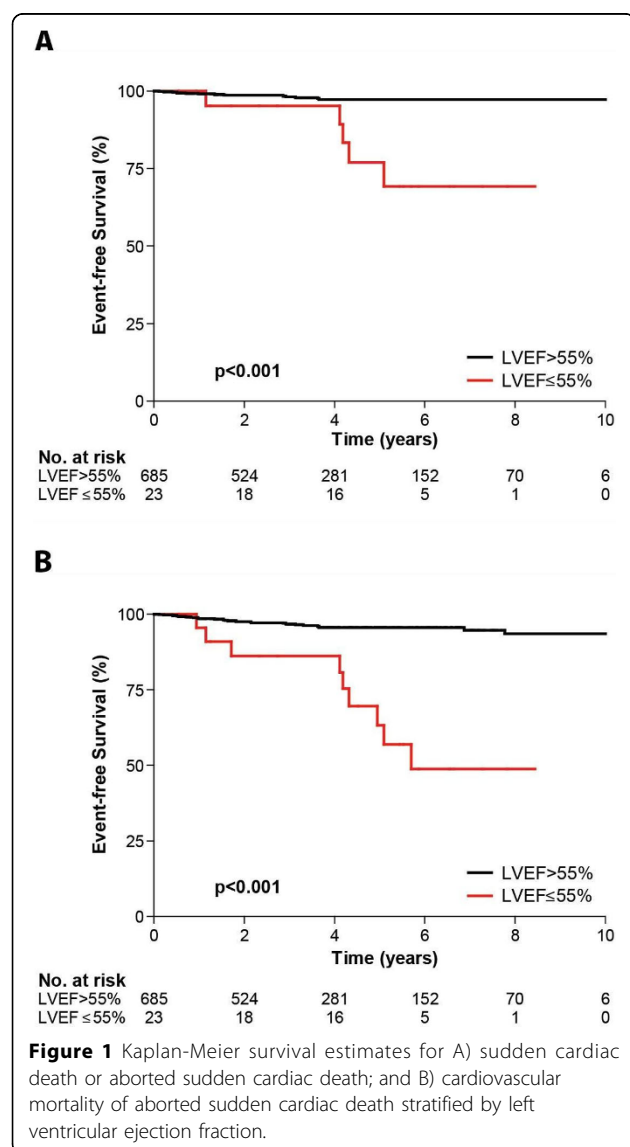 A
Event-free Survival (%)
100
75
50
25
0
p<0.001
LVEF>55%
LVEF≤55%
0 2 4 6 8 10
Time (years)
No. at risk
LVEF>55% 685 524 281 152 70 6
LVEF ≤55% 23 18 16 5 1 0
B
Event-free Survival (%)
100
75
50
25
0
p<0.001
LVEF>55%
LVEF≤55%
0 2 4 6 8 10
Time (years)
No. at risk
LVEF>55% 685 524 281 152 70 6
LVEF ≤55% 23 18 16 5 1 0
Figure 1 Kaplan-Meier survival estimates for A) sudden cardiac
death or aborted sudden cardiac death; and B) cardiovascular
mortality of aborted sudden cardiac death stratified by left
ventricular ejection fraction.